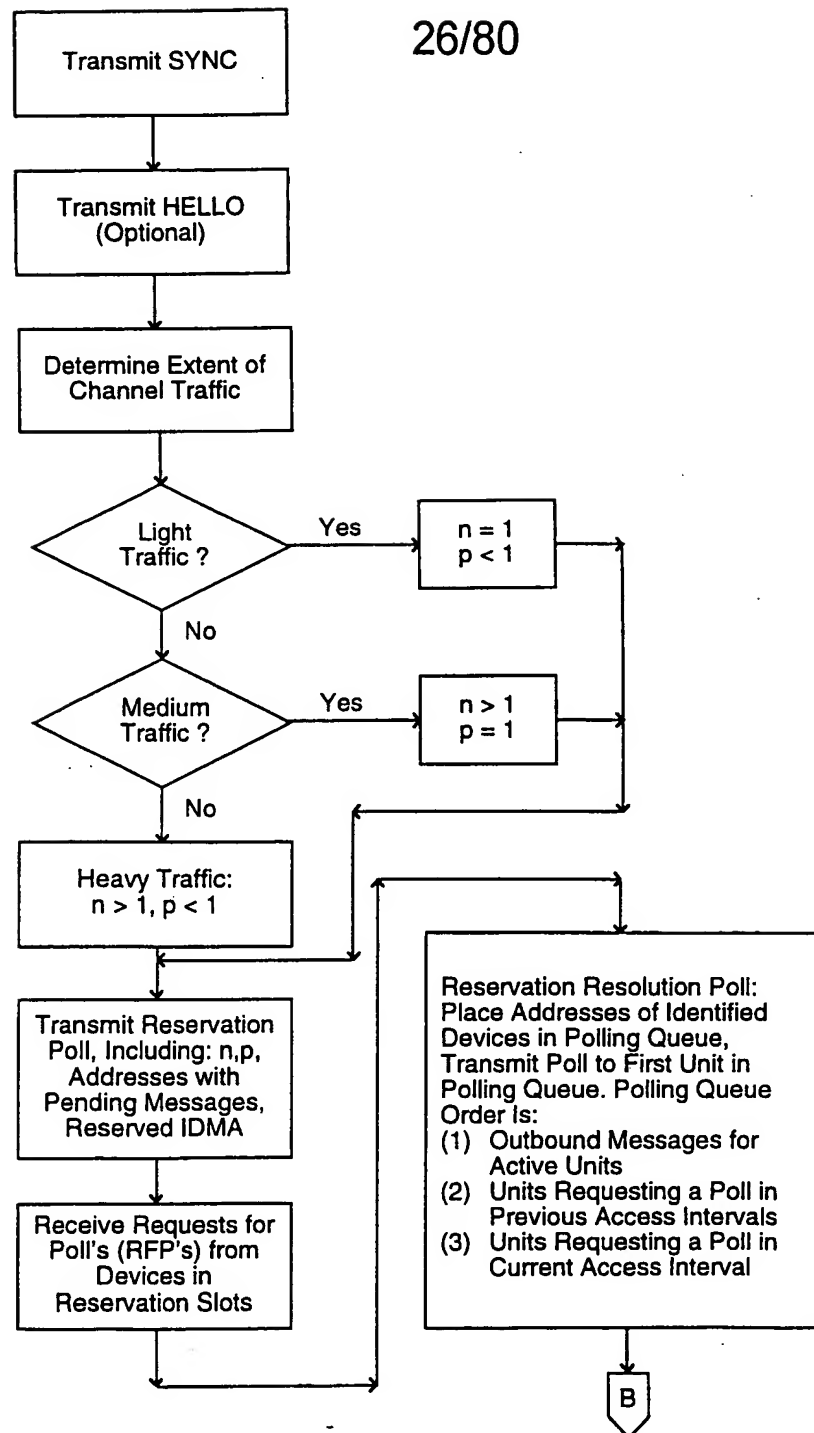 26/80
Transmit SYNC
Transmit HELLO
(Optional)
Determine Extent of
Channel Traffic
Light
Traffic ?
Yes
n = 1
p < 1
No
Medium
Traffic ?
Yes
n > 1
p = 1
No
Heavy Traffic:
n > 1, p < 1
Transmit Reservation
Poll, Including: n,p,
Addresses with
Pending Messages,
Reserved IDMA
Receive Requests for
Poll's (RFP's) from
Devices in
Reservation Slots
Reservation Resolution Poll:
Place Addresses of Identified
Devices in Polling Queue,
Transmit Poll to First Unit in
Polling Queue. Polling Queue
Order is:
(1) Outbound Messages for
Active Units
(2) Units Requesting a Poll in
Previous Access Intervals
(3) Units Requesting a Poll in
Current Access Interval
B